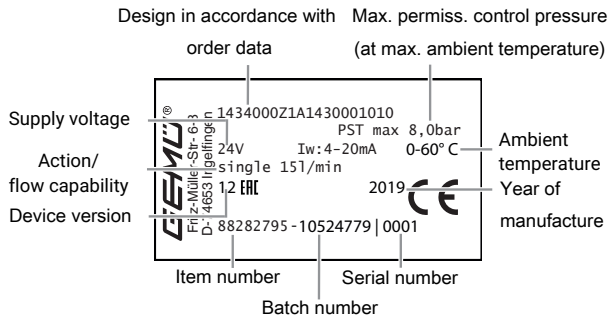 Design in accordance with order data
Max. permiss. control pressure
(at max. ambient temperature)
Supply voltage
Action/
flow capability
Device version
GEMÜ®
Fritz-Müller-Str- 6-8
D-74653 Ingelfingen
1434000Z1A1430001010
PST max 8,0bar
24V Iw:4-20mA 0-60°C
single 15l/min
12 EAC 2019 CE
88282795-10524779|0001
Ambient
temperature
Year of
manufacture
Item number
Serial number
Batch number